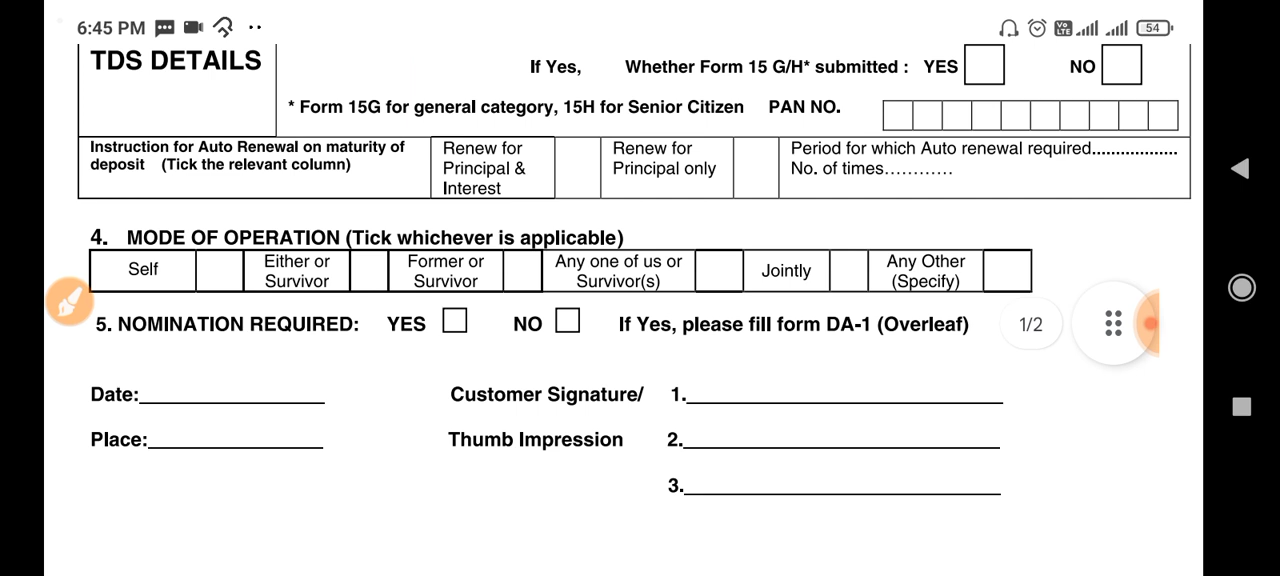 6:45 PM
54
TDS DETAILS
If Yes, Whether Form 15 G/H* submitted : YES NO
* Form 15G for general category, 15H for Senior Citizen PAN NO.
Instruction for Auto Renewal on maturity of deposit (Tick the relevant column)
Renew for Principal & Interest
Renew for Principal only
Period for which Auto renewal required..................
No. of times............
4. MODE OF OPERATION (Tick whichever is applicable)
Self
Either or Survivor
Former or Survivor
Any one of us or Survivor(s)
Jointly
Any Other (Specify)
5. NOMINATION REQUIRED: YES NO If Yes, please fill form DA-1 (Overleaf)
1/2
Date:
Customer Signature/ 1.
Place:
Thumb Impression 2.
3.